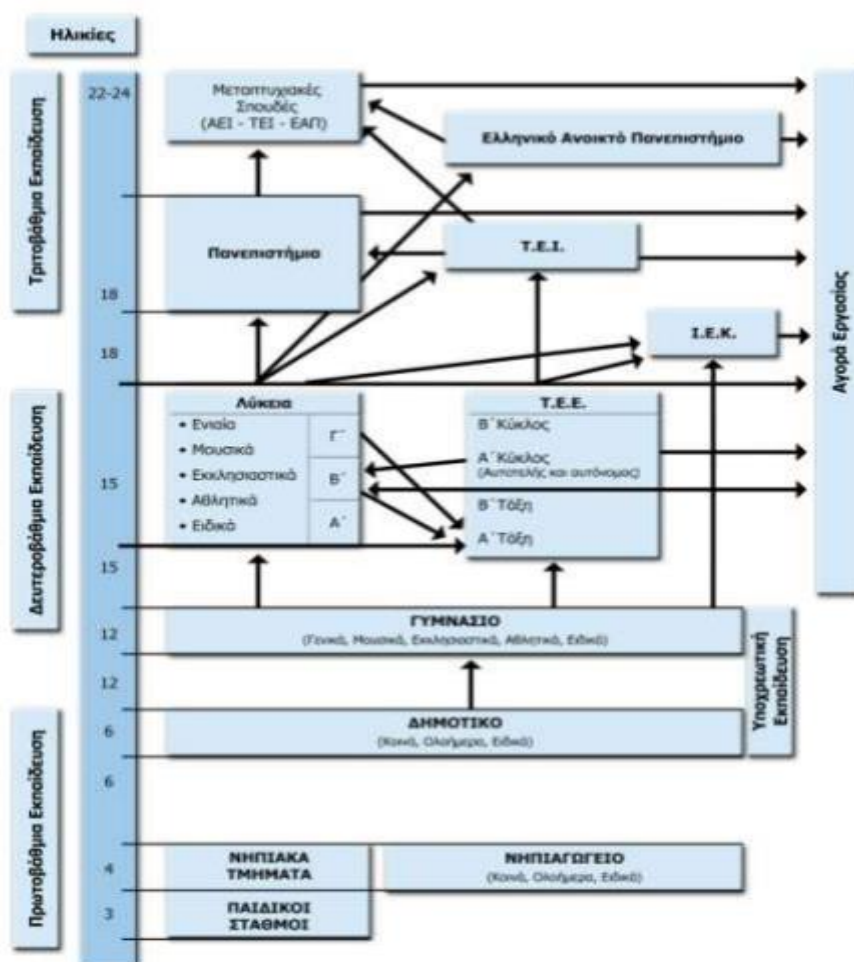 Ηλικίες
Τριτοβάθμια Εκπαίδευση
22-24
Μεταπτυχιακές
Σπουδές
(ΑΕΙ - ΤΕΙ - ΕΑΠ)
Ελληνικό Ανοικτό Πανεπιστήμιο
Πανεπιστήμια
Τ.Ε.Ι.
18
18
Ι.Ε.Κ.
Αγορά Εργασίας
Δευτεροβάθμια Εκπαίδευση
Λύκεια
• Ενιαία
• Μουσικά
• Εκκλησιαστικά
• Αθλητικά
• Ειδικά
Γ΄
Β΄
Α΄
Τ.Ε.Ε.
Β΄ Κύκλος
Α΄ Κύκλος
(Αυτοτελής και αυτόνομος)
Β΄ Τάξη
Α΄ Τάξη
15
15
12
ΓΥΜΝΑΣΙΟ
(Γενικά, Μουσικά, Εκκλησιαστικά, Αθλητικά, Ειδικά)
12
Υποχρεωτική
Εκπαίδευση
Πρωτοβάθμια Εκπαίδευση
6
ΔΗΜΟΤΙΚΟ
(Κοινά, Ολοήμερα, Ειδικά)
6
4
ΝΗΠΙΑΚΑ
ΤΜΗΜΑΤΑ
ΝΗΠΙΑΓΩΓΕΙΟ
(Κοινά, Ολοήμερα, Ειδικά)
3
ΠΑΙΔΙΚΟΙ
ΣΤΑΘΜΟΙ